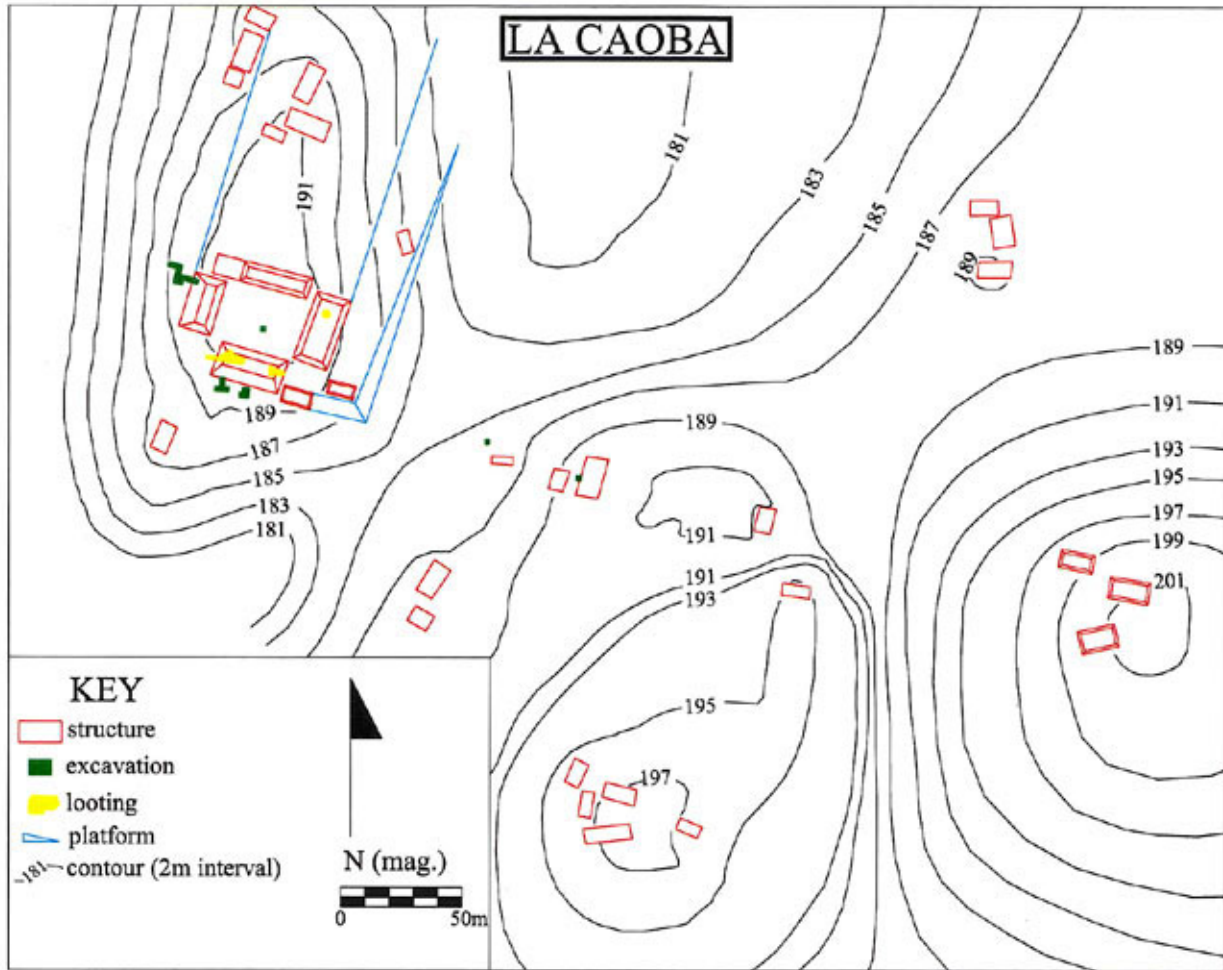 LA CAOBA
181
183
185
187
191
189
189
191
193
195
197
199
201
189
187
185
183
181
189
191
191
193
195
197
KEY
structure
excavation
looting
platform
181 contour (2m interval)
N (mag.)
0 50m